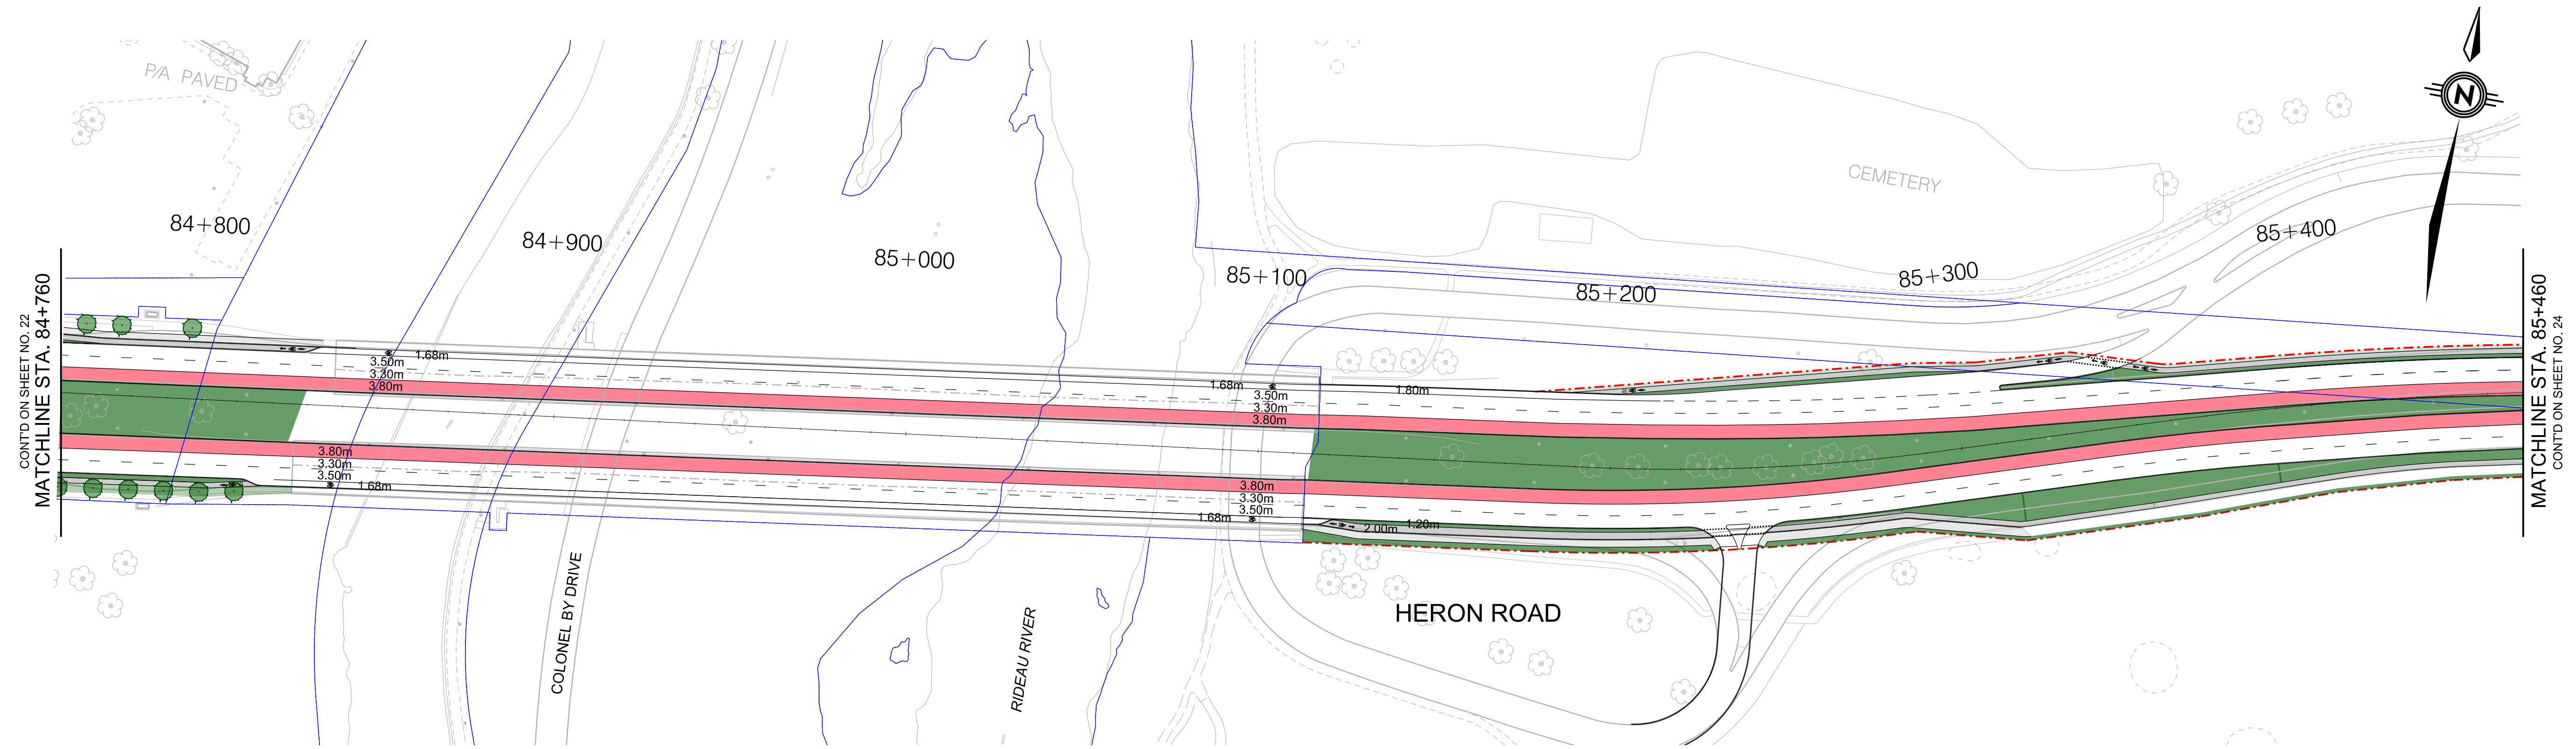 P/A PAVED
CEMETERY
N
84+800
84+900
85+000
85+100
85+200
85+300
85+400
CONT'D ON SHEET NO. 22
MATCHLINE STA. 84+760
MATCHLINE STA. 85+460
CONT'D ON SHEET NO. 24
1.68m
3.50m
3.30m
3.80m
1.68m
3.50m
3.30m
3.80m
1.80m
3.80m
3.30m
3.50m
1.68m
3.80m
3.30m
3.50m
1.68m
2.00m
1.20m
COLONEL BY DRIVE
RIDEAU RIVER
HERON ROAD